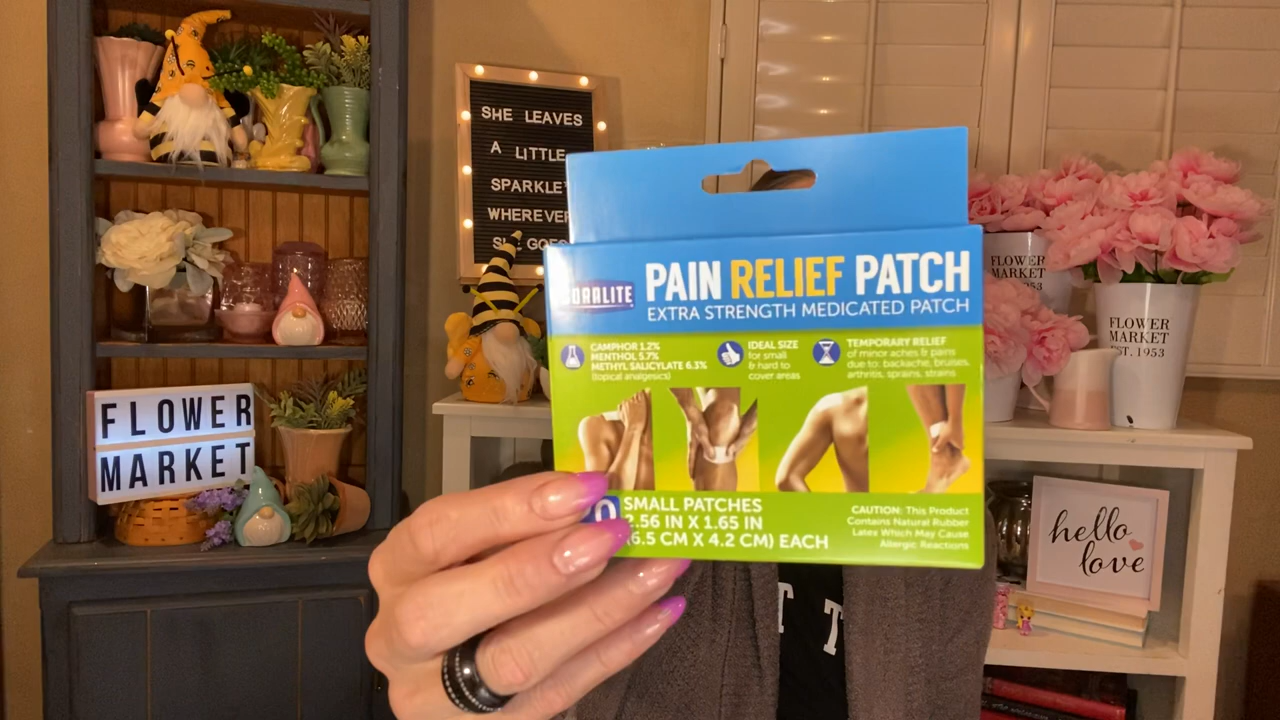 SHE LEAVES
A LITTLE
SPARKLE
WHEREVER
SHE GOES
FLOWER
MARKET
PAIN RELIEF PATCH
EXTRA STRENGTH MEDICATED PATCH
CAMPHOR 1.2%
MENTHOL 5.7%
METHYL SALICYLATE 6.3%
(topical analgesics)
IDEAL SIZE
for small
& hard to
cover areas
TEMPORARY RELIEF
of minor aches & pains
due to: backache, bruises,
arthritis, sprains, strains
SMALL PATCHES
2.56 IN X 1.65 IN
(6.5 CM X 4.2 CM) EACH
CAUTION: This Product
Contains Natural Rubber
Latex Which May Cause
Allergic Reactions
FLOWER
MARKET
FLOWER
MARKET
EST. 1953
hello
love